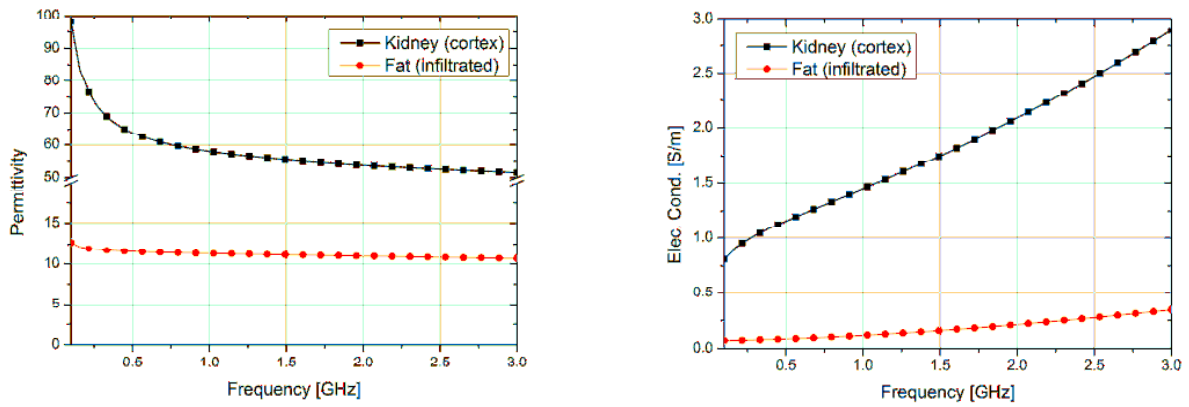 100
90
80
70
60
50
15
10
5
0
Permittivity
Kidney (cortex)
Fat (Infiltrated)
0.5 1.0 1.5 2.0 2.5 3.0
Frequency [GHz]
3.0
2.5
2.0
1.5
1.0
0.5
0.0
Elec Cond. [S/m]
Kidney (cortex)
Fat (infiltrated)
0.5 1.0 1.5 2.0 2.5 3.0
Frequency [GHz]